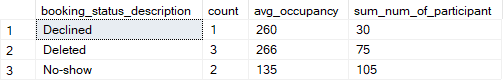 booking_status_description count avg_occupancy sum_num_of_participant
1 Declined 1 260 30
2 Deleted 3 266 75
3 No-show 2 135 105